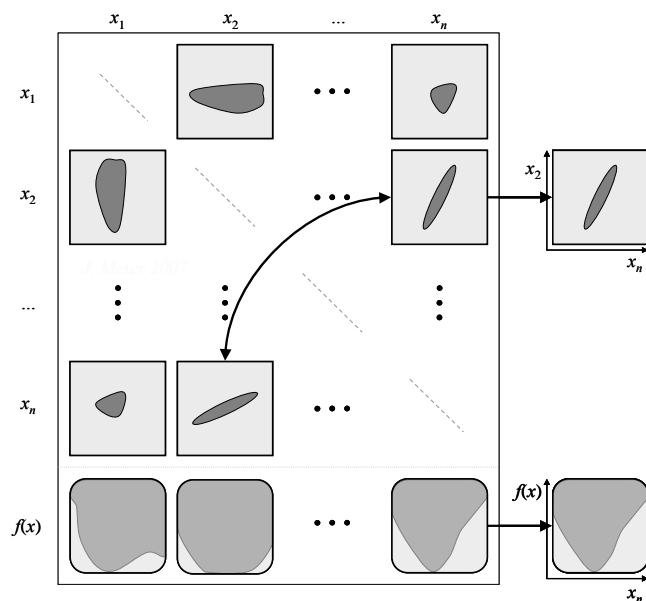 x₁ x₂ ... xₙ
x₁
x₂
x₂
xₙ
...
xₙ
f(x)
f(x)
xₙ